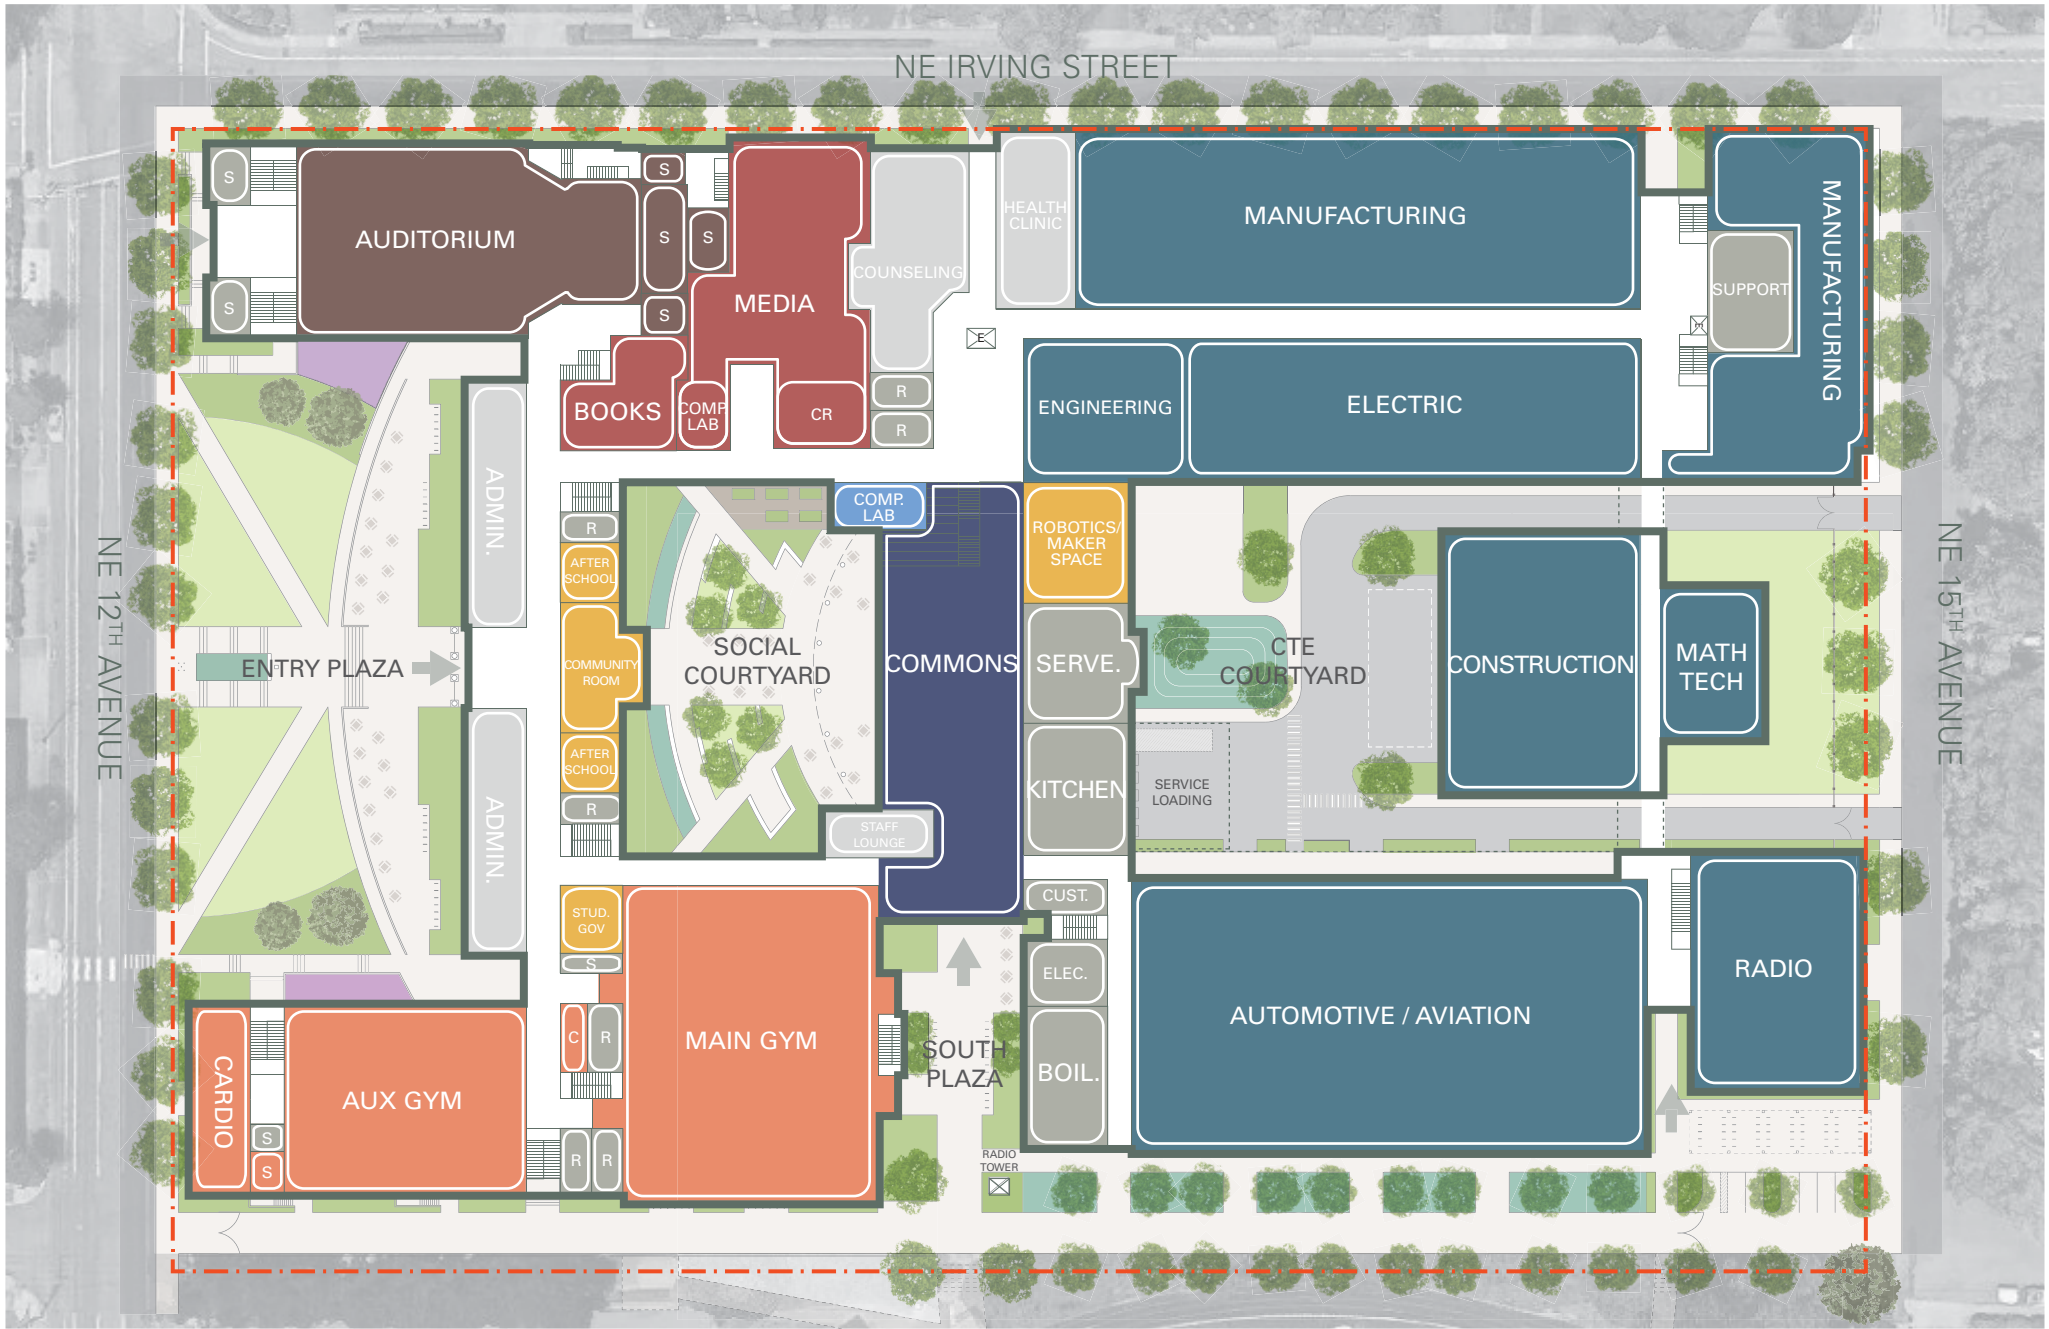 NE IRVING STREET
S
AUDITORIUM
S
S
S
S
S
MEDIA
COUNSELING
HEALTH
CLINIC
MANUFACTURING
MANUFACTURING
SUPPORT
E
E
BOOKS
COMP
LAB
CR
R
R
ENGINEERING
ELECTRIC
ADMIN.
R
AFTER
SCHOOL
COMMUNITY
ROOM
AFTER
SCHOOL
R
COMP.
LAB
ROBOTICS/
MAKER
SPACE
NE 12TH AVENUE
ENTRY PLAZA
SOCIAL
COURTYARD
COMMONS
SERVE.
CTE
COURTYARD
CONSTRUCTION
MATH
TECH
NE 15TH AVENUE
KITCHEN
SERVICE
LOADING
ADMIN.
STAFF
LOUNGE
STUD.
GOV
S
CUST.
ELEC.
RADIO
C
R
MAIN GYM
SOUTH
PLAZA
BOIL.
AUTOMOTIVE / AVIATION
CARDIO
AUX GYM
S
S
R
R
RADIO
TOWER